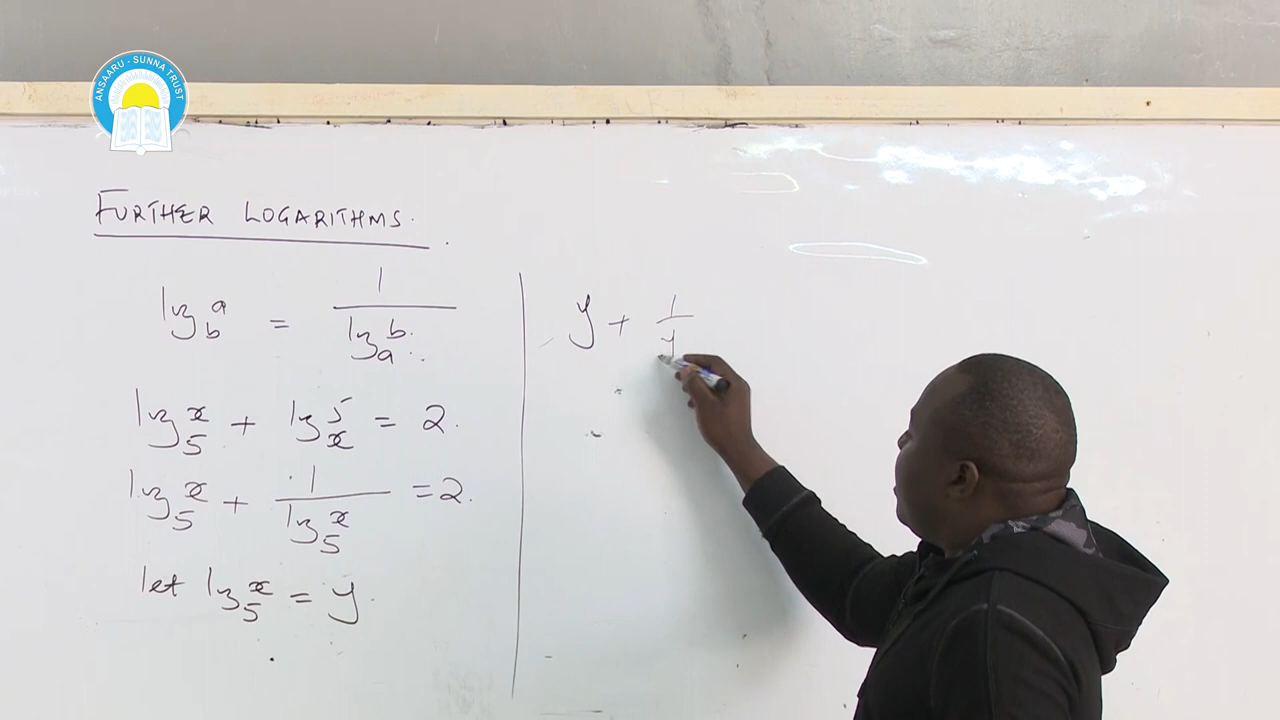 ANSAARU - SUNNA TRUST
FURTHER LOGARITHMS.
log_b a = 1 / log_a b
log_5 x + log_x 5 = 2.
log_5 x + 1 / log_5 x = 2.
let log_5 x = y.
y + 1 / y